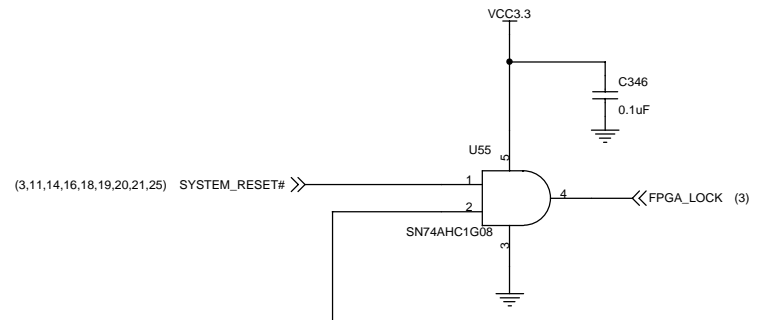 VCC3.3
C346
0.1uF
U55
5
(3,11,14,16,18,19,20,21,25) SYSTEM_RESET# 1
4 FPGA_LOCK (3)
2
SN74AHC1G08
3